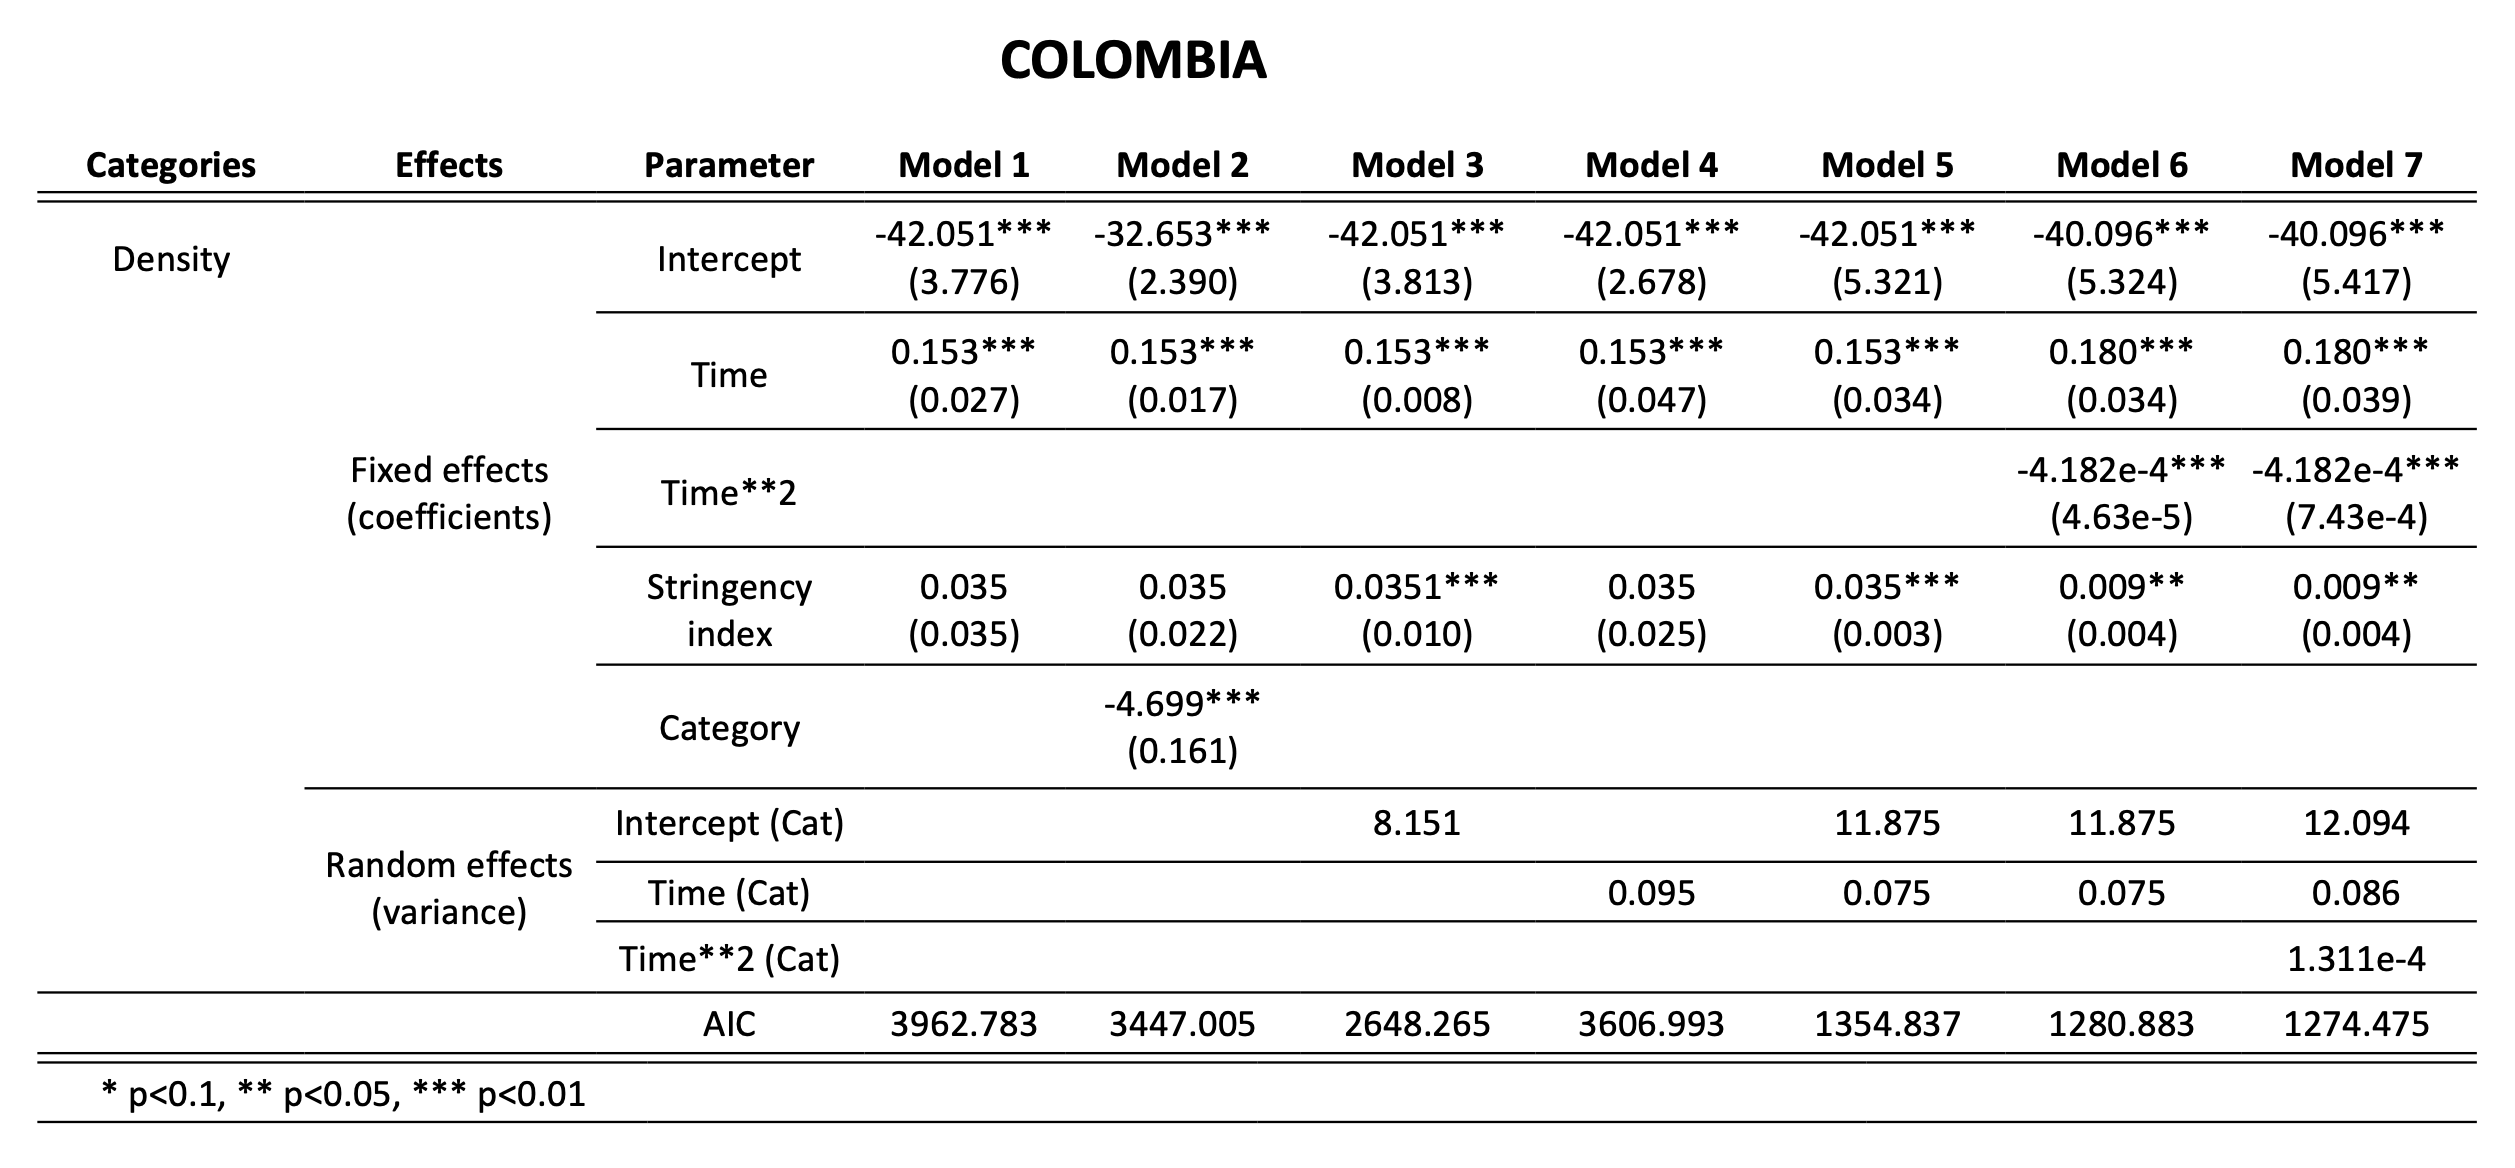 COLOMBIA
Categories Effects Parameter Model 1 Model 2 Model 3 Model 4 Model 5 Model 6 Model 7
Density Intercept -42.051*** -32.653*** -42.051*** -42.051*** -42.051*** -40.096*** -40.096***
(3.776) (2.390) (3.813) (2.678) (5.321) (5.324) (5.417)
Time 0.153*** 0.153*** 0.153*** 0.153*** 0.153*** 0.180*** 0.180***
(0.027) (0.017) (0.008) (0.047) (0.034) (0.034) (0.039)
Fixed effects
(coefficients)
Time**2 -4.182e-4*** -4.182e-4***
(4.63e-5) (7.43e-4)
Stringency 0.035 0.035 0.0351*** 0.035 0.035*** 0.009** 0.009**
index (0.035) (0.022) (0.010) (0.025) (0.003) (0.004) (0.004)
Category -4.699***
(0.161)
Random effects
(variance)
Intercept (Cat) 8.151 11.875 11.875 12.094
Time (Cat) 0.095 0.075 0.075 0.086
Time**2 (Cat) 1.311e-4
AIC 3962.783 3447.005 2648.265 3606.993 1354.837 1280.883 1274.475
* p<0.1, ** p<0.05, *** p<0.01